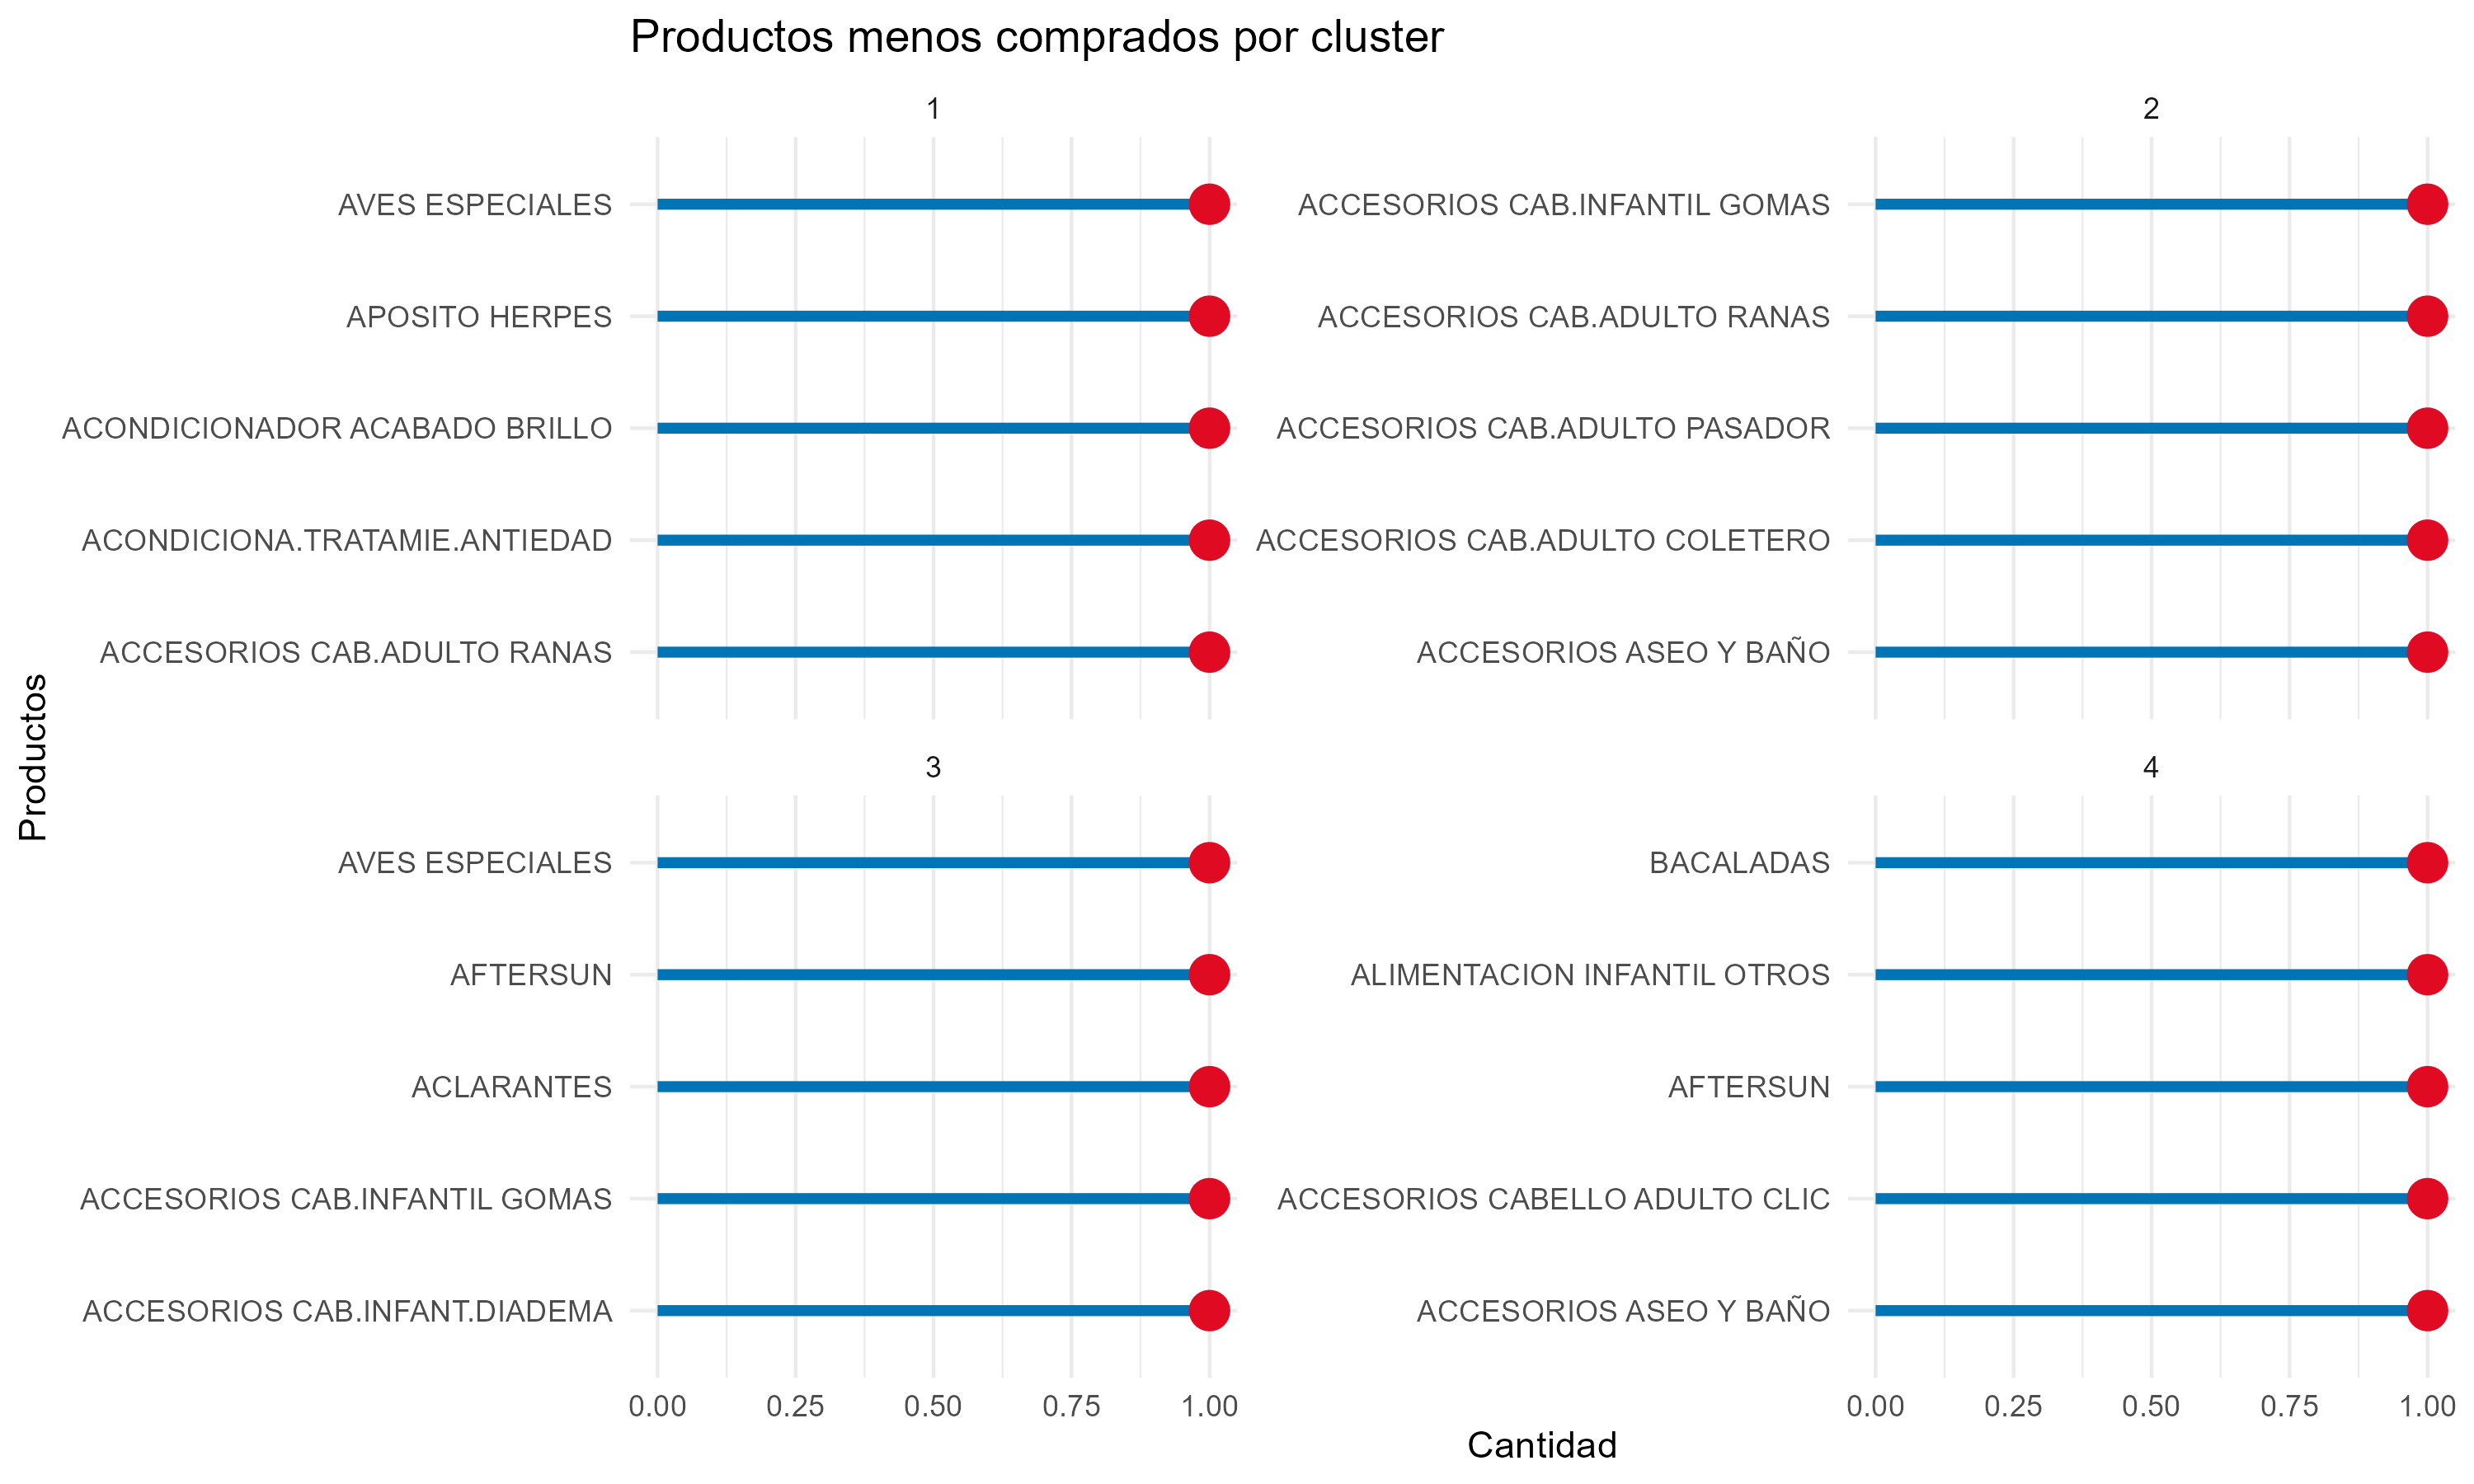 Productos menos comprados por cluster
1
AVES ESPECIALES
APOSITO HERPES
ACONDICIONADOR ACABADO BRILLO
ACONDICIONA.TRATAMIE.ANTIEDAD
ACCESORIOS CAB.ADULTO RANAS
2
ACCESORIOS CAB.INFANTIL GOMAS
ACCESORIOS CAB.ADULTO RANAS
ACCESORIOS CAB.ADULTO PASADOR
ACCESORIOS CAB.ADULTO COLETERO
ACCESORIOS ASEO Y BAÑO
Productos
3
AVES ESPECIALES
AFTERSUN
ACLARANTES
ACCESORIOS CAB.INFANTIL GOMAS
ACCESORIOS CAB.INFANT.DIADEMA
0.00 0.25 0.50 0.75 1.00
4
BACALADAS
ALIMENTACION INFANTIL OTROS
AFTERSUN
ACCESORIOS CABELLO ADULTO CLIC
ACCESORIOS ASEO Y BAÑO
0.00 0.25 0.50 0.75 1.00
Cantidad